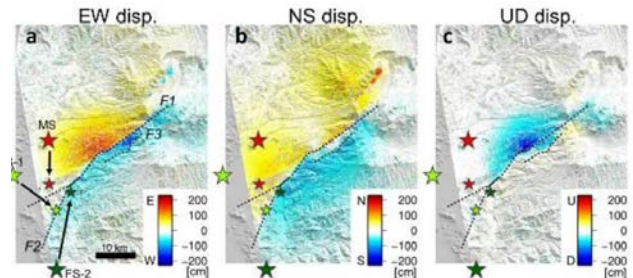 EW disp.
NS disp.
UD disp.
a
b
c
F1
F3
MS
F2
FS-2
10 km
E
W
200
100
0
-100
-200
[cm]
N
S
200
100
0
-100
-200
[cm]
U
D
200
100
0
-100
-200
[cm]